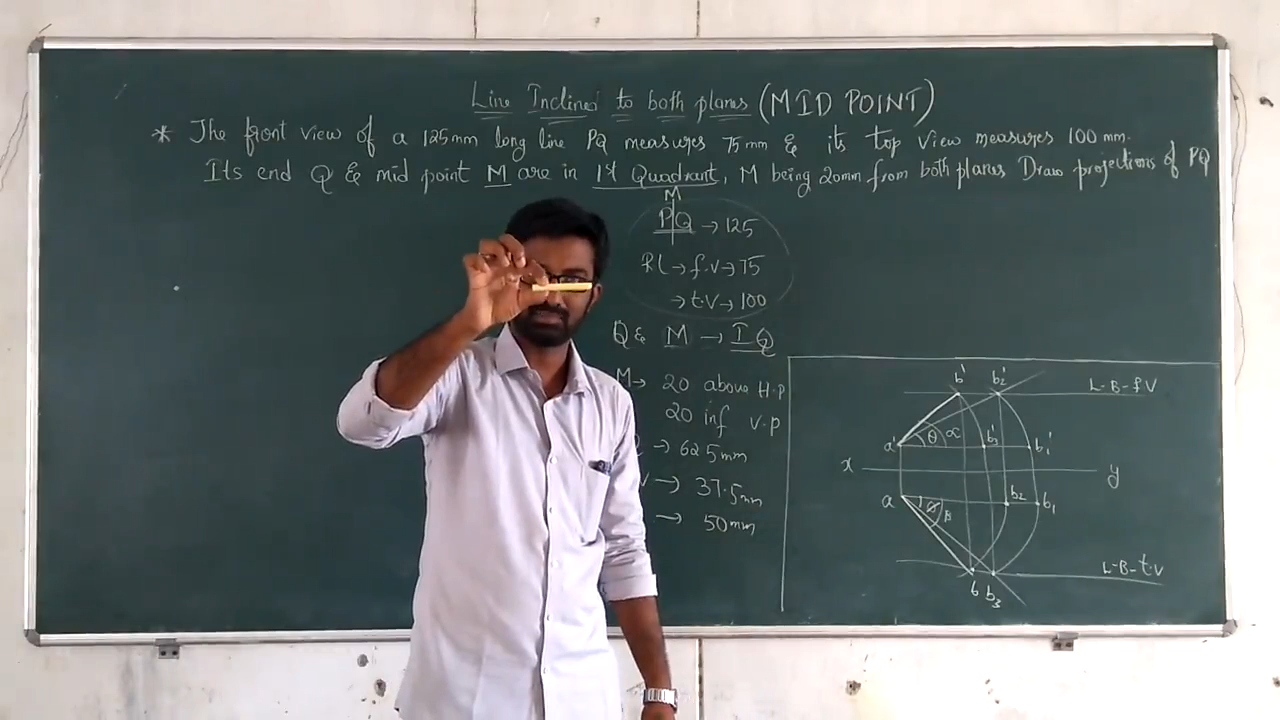 Line Inclined to both planes (MID POINT)
* The front view of a 125mm long line PQ measures 75mm & its top View measures 100 mm.
Its end Q & mid point M are in 1st Quadrant, M being 20mm from both planes Draw projections of PQ
M
PQ → 125
f.v → 75
→ t.v → 100
Q & M → I Q
M → 20 above H.P
20 inf v.p
→ 62.5mm
→ 37.5mm
→ 50mm
b' b2' L-B-fV
a' θ α b3' b1'
x y
a Ø β b2 b1
L-B-t.V
b b3